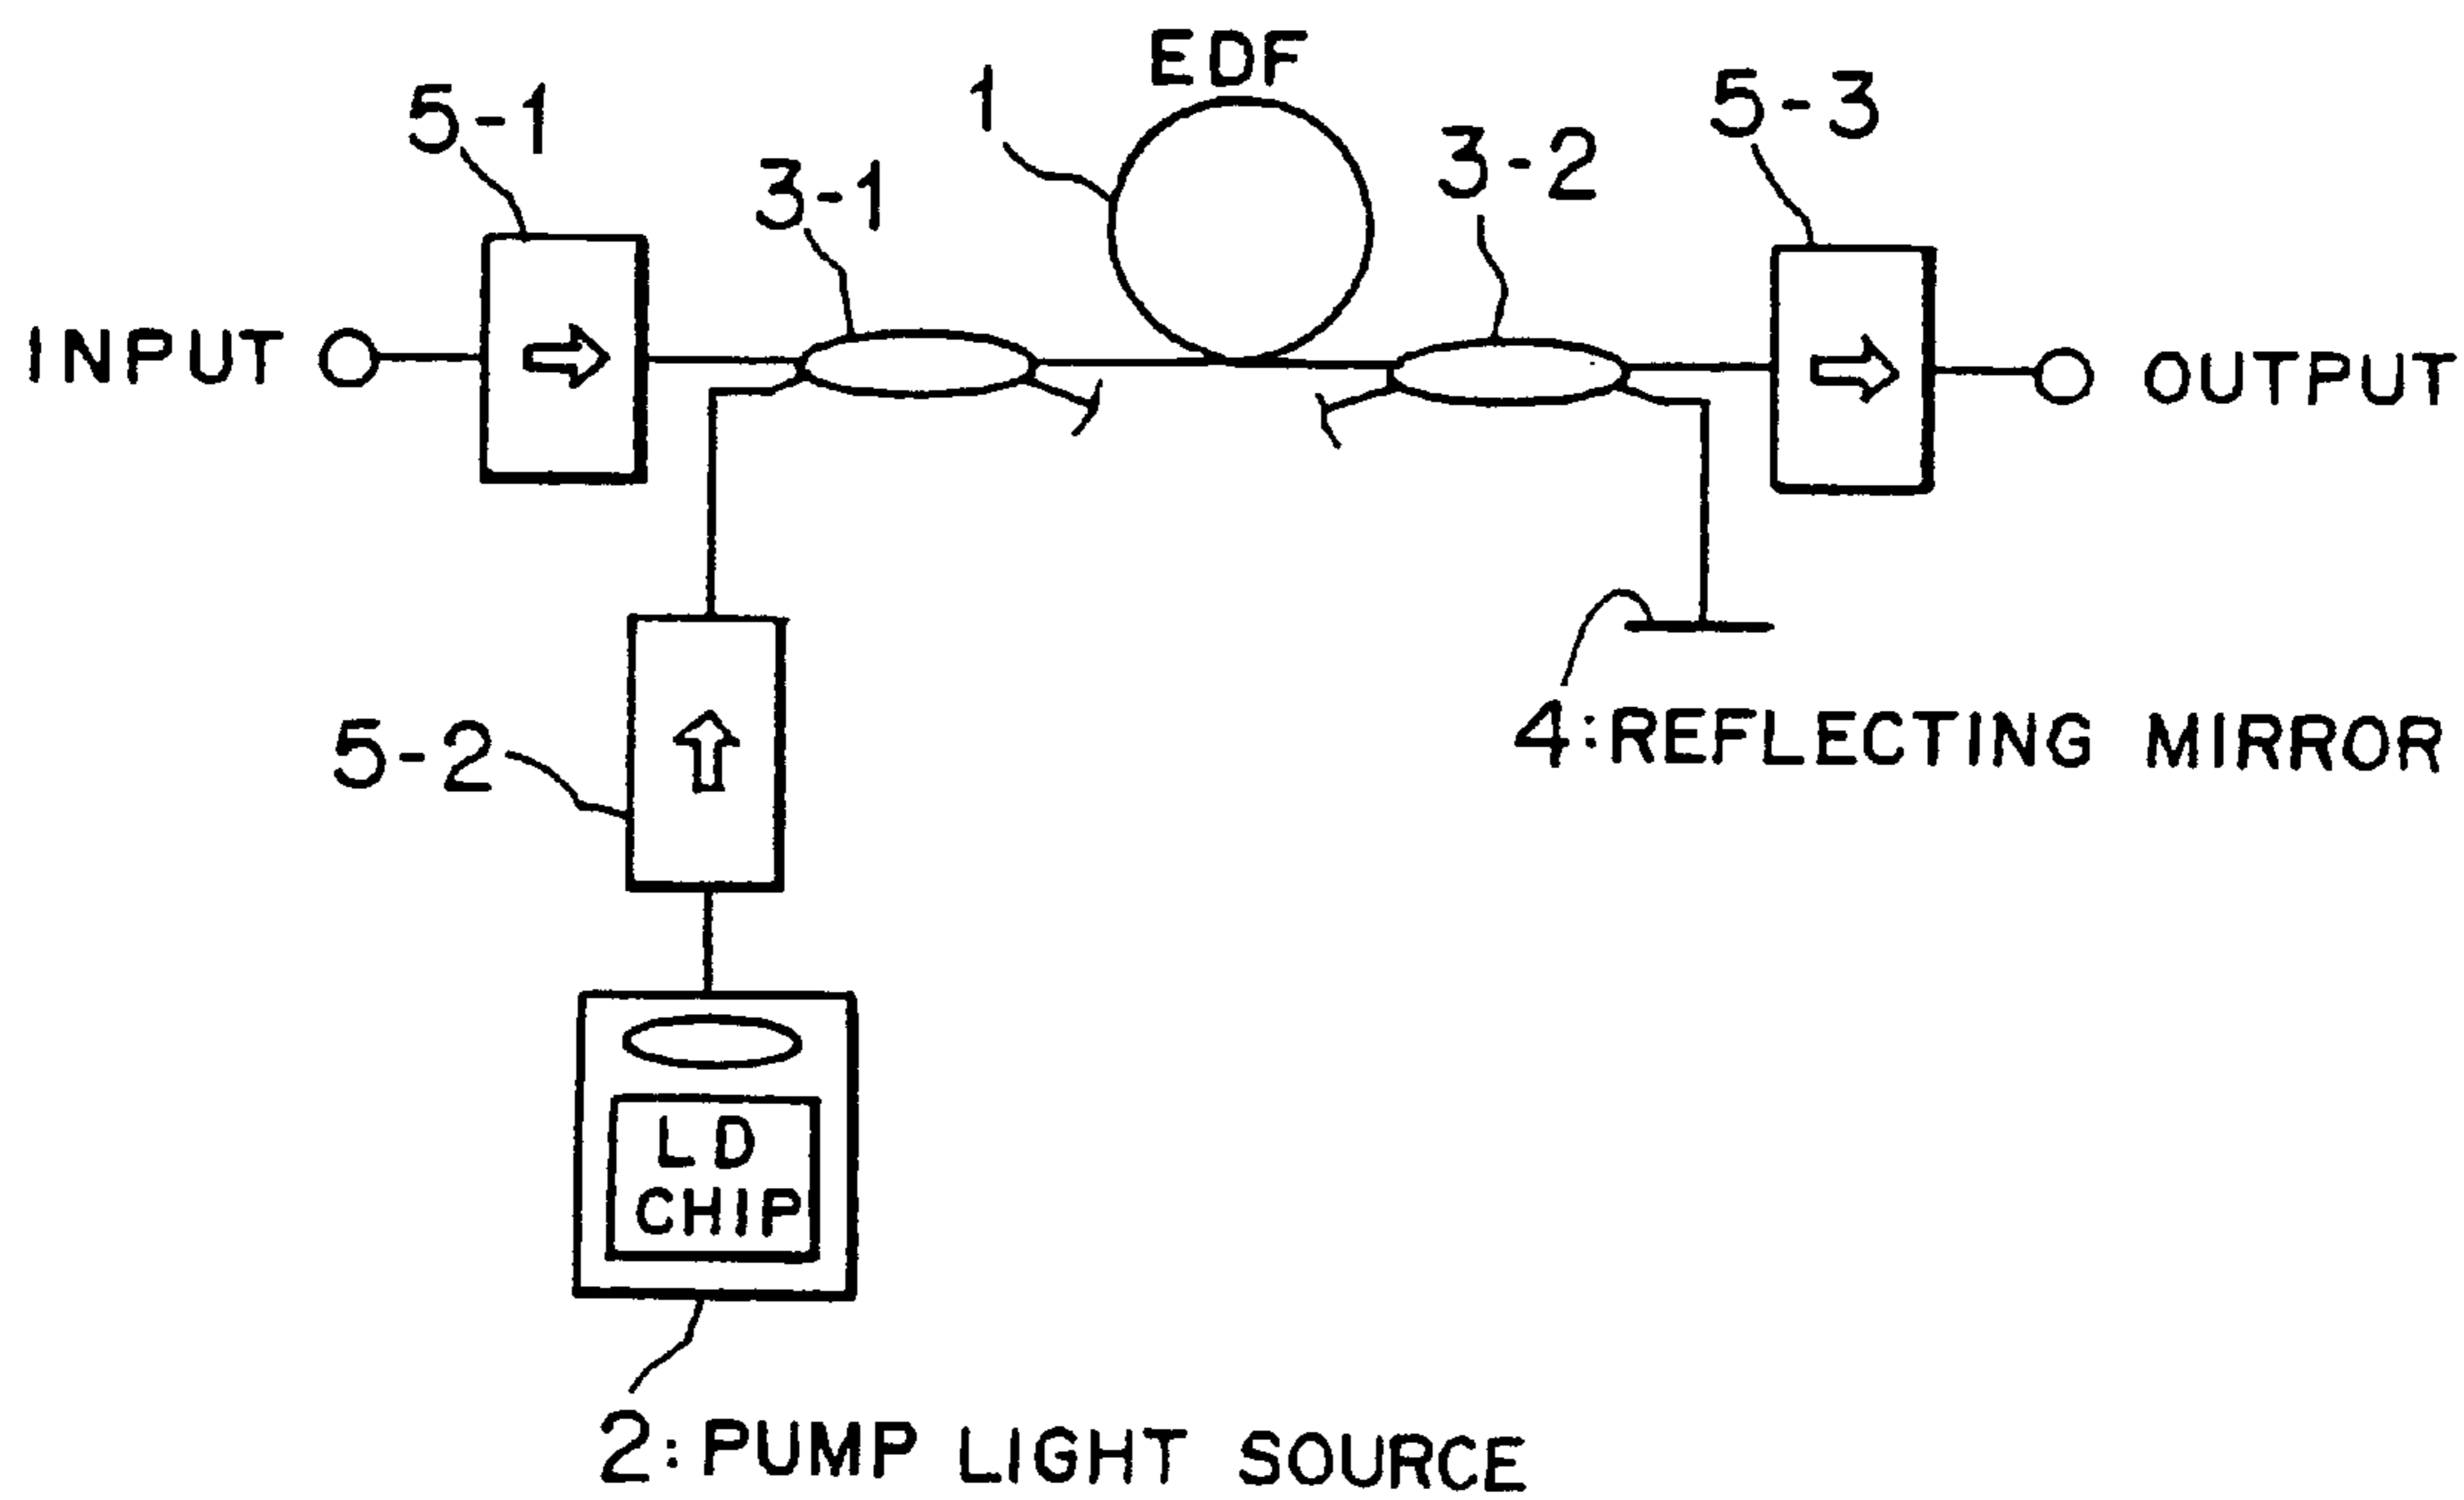 EDF
1
5-1
5-3
3-2
3-1
INPUT
OUTPUT
4:REFLECTING MIRROR
5-2
LD
CHIP
2:PUMP LIGHT SOURCE